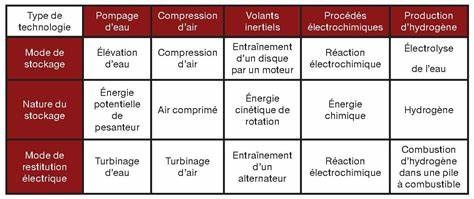 Type de
technologie
Pompage
d'eau
Compression
d'air
Volants
inertiels
Procédés
électrochimiques
Production
d'hydrogène
Mode de
stockage
Élévation
d'eau
Compression
d'air
Entraînement
d'un disque
par un moteur
Réaction
électrochimique
Électrolyse
de l'eau
Nature du
stockage
Énergie
potentielle
de
pesanteur
Air comprimé
Énergie
cinétique de
rotation
Énergie
chimique
Hydrogène
Mode de
restitution
électrique
Turbinage
d'eau
Turbinage
d'air
Entraînement
d'un
alternateur
Réaction
électrochimique
Combustion
d'hydrogène
dans une pile
à combustible